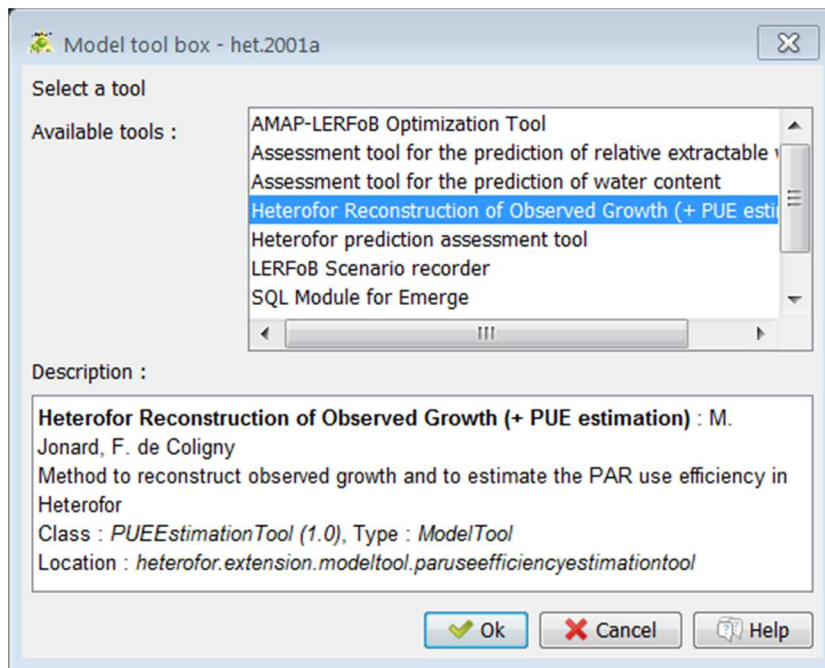 Model tool box - het.2001a
Select a tool
Available tools :
AMAP-LERFoB Optimization Tool
Assessment tool for the prediction of relative extractable
Assessment tool for the prediction of water content
Heterofor Reconstruction of Observed Growth (+ PUE esti
Heterofor prediction assessment tool
LERFoB Scenario recorder
SQL Module for Emerge
Description :
Heterofor Reconstruction of Observed Growth (+ PUE estimation) : M.
Jonard, F. de Coligny
Method to reconstruct observed growth and to estimate the PAR use efficiency in
Heterofor
Class : PUEEstimationTool (1.0), Type : ModelTool
Location : heterofor.extension.modeltool.paruseefficiencyestimationtool
Ok
Cancel
Help